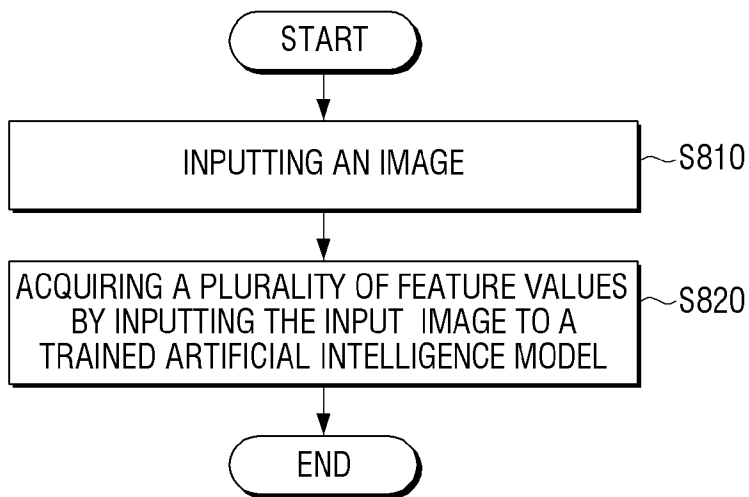 START
INPUTTING AN IMAGE
S810
ACQUIRING A PLURALITY OF FEATURE VALUES
BY INPUTTING THE INPUT IMAGE TO A
TRAINED ARTIFICIAL INTELLIGENCE MODEL
S820
END